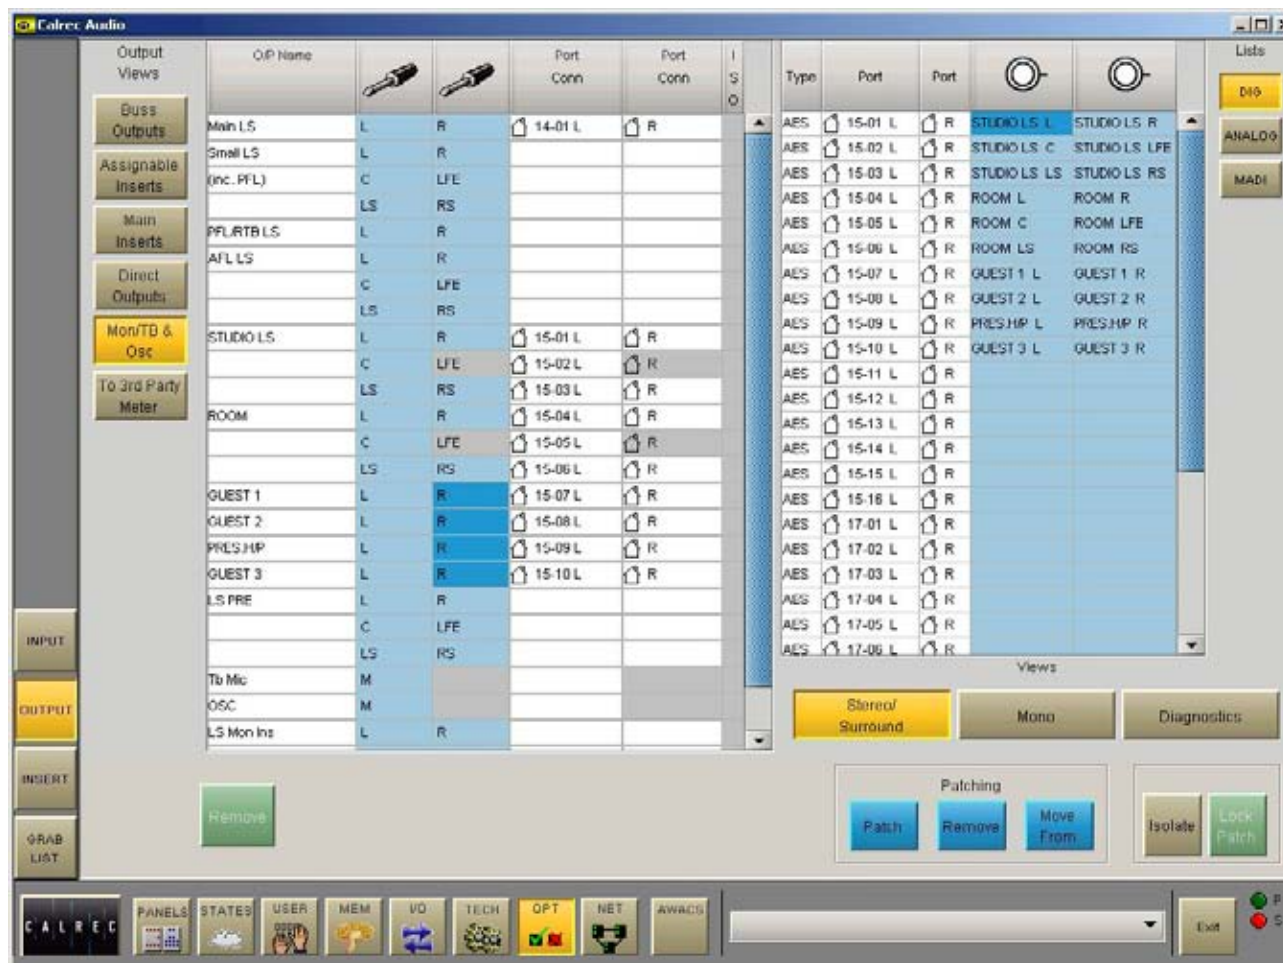 Calrec Audio
Output Views
Buss Outputs
Assignable Inserts
Main Inserts
Direct Outputs
Mon/TB & Osc
To 3rd Party Meter
INPUT
OUTPUT
INSERT
GRAB LIST
O/P Name Port Conn Port Conn ISO
Main LS L R 14-01 L R
Small LS L R
(inc. PFL) C LFE
LS RS
PFL/RTB LS L R
AFL LS L R
C LFE
LS RS
STUDIO LS L R 15-01 L R
C LFE 15-02 L R
LS RS 15-03 L R
ROOM L R 15-04 L R
C LFE 15-05 L R
LS RS 15-06 L R
GUEST 1 L R 15-07 L R
GUEST 2 L R 15-08 L R
PRES.H/P L R 15-09 L R
GUEST 3 L R 15-10 L R
LS PRE L R
C LFE
LS RS
Tb Mic M
OSC M
LS Mon Ins L R
Type Port Port
AES 15-01 L R STUDIO LS L STUDIO LS R
AES 15-02 L R STUDIO LS C STUDIO LS LFE
AES 15-03 L R STUDIO LS LS STUDIO LS RS
AES 15-04 L R ROOM L ROOM R
AES 15-05 L R ROOM C ROOM LFE
AES 15-06 L R ROOM LS ROOM RS
AES 15-07 L R GUEST 1 L GUEST 1 R
AES 15-08 L R GUEST 2 L GUEST 2 R
AES 15-09 L R PRES.H/P L PRES.H/P R
AES 15-10 L R GUEST 3 L GUEST 3 R
AES 15-11 L R
AES 15-12 L R
AES 15-13 L R
AES 15-14 L R
AES 15-15 L R
AES 15-16 L R
AES 17-01 L R
AES 17-02 L R
AES 17-03 L R
AES 17-04 L R
AES 17-05 L R
AES 17-06 L R
Lists
DIG
ANALOG
MADI
Views
Stereo/ Surround
Mono
Diagnostics
Remove
Patching
Patch
Remove
Move From
Isolate
Lock Patch
CALREC
PANELS
STATES
USER
MEM
I/O
TECH
OPT
NET
AWACS
Exit
P
S